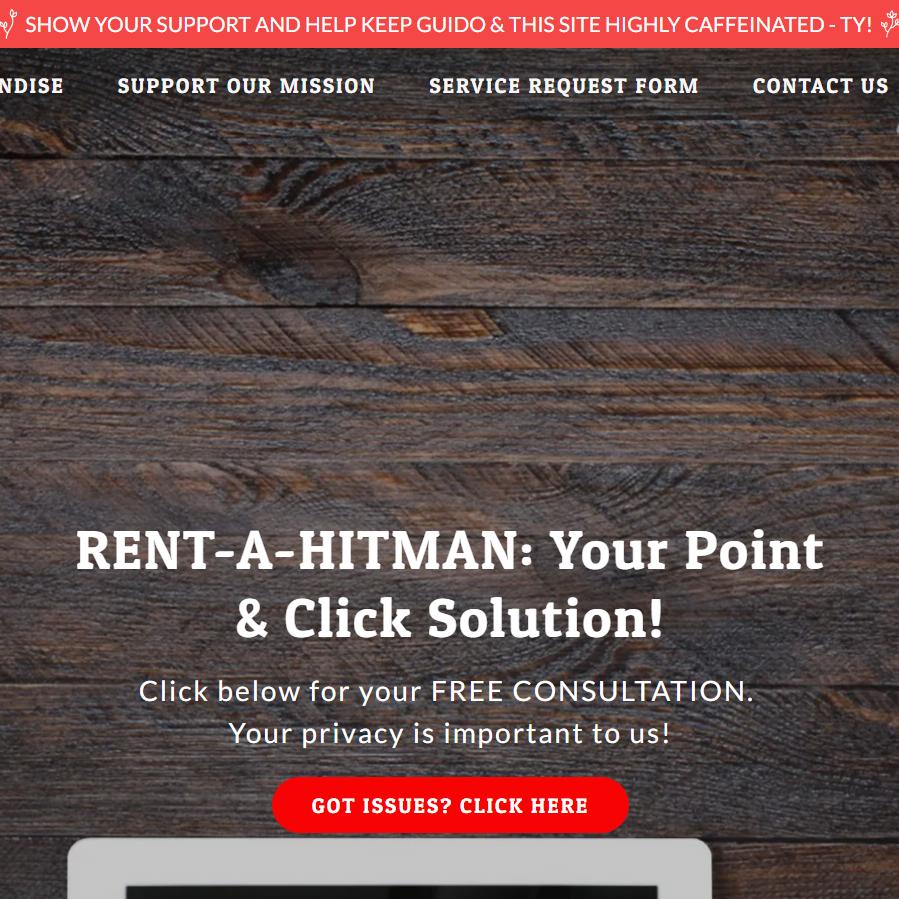 SHOW YOUR SUPPORT AND HELP KEEP GUIDO & THIS SITE HIGHLY CAFFEINATED - TY!
NDISE SUPPORT OUR MISSION SERVICE REQUEST FORM CONTACT US
RENT-A-HITMAN: Your Point
& Click Solution!
Click below for your FREE CONSULTATION.
Your privacy is important to us!
GOT ISSUES? CLICK HERE